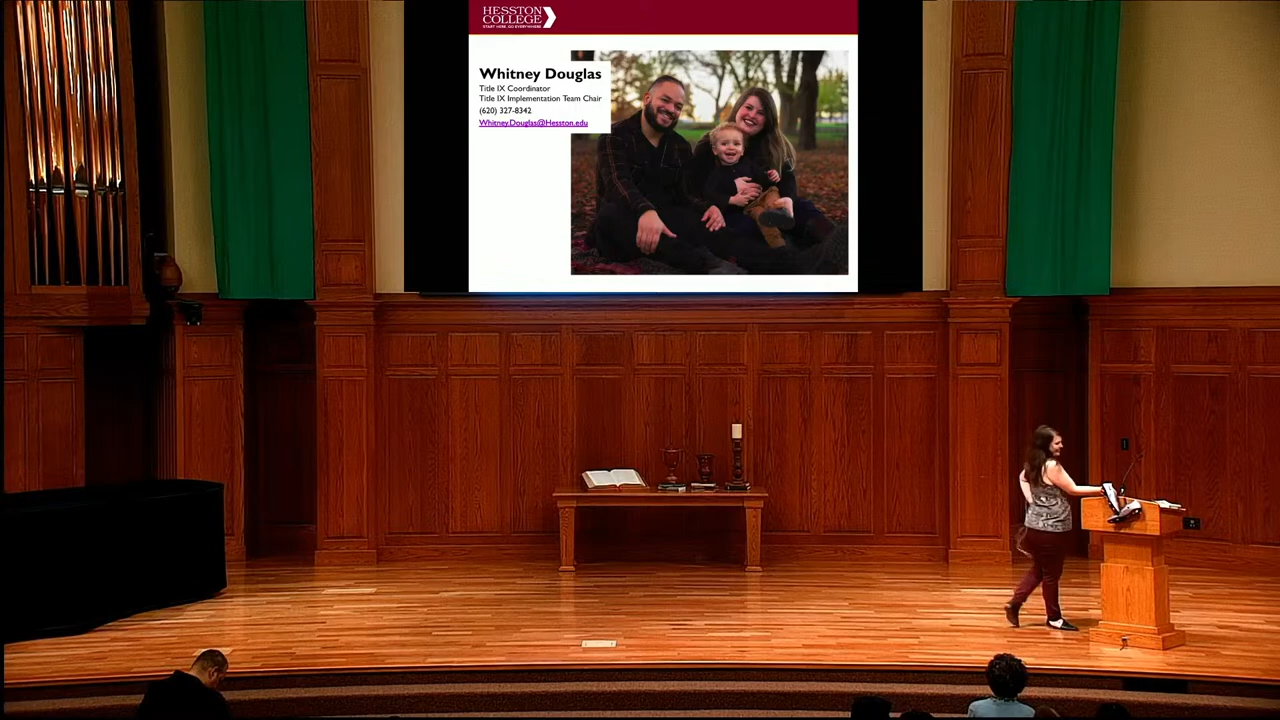 HESSTON
COLLEGE
START HERE. GO EVERYWHERE.
Whitney Douglas
Title IX Coordinator
Title IX Implementation Team Chair
(620) 327-8342
Whitney.Douglas@Hesston.edu